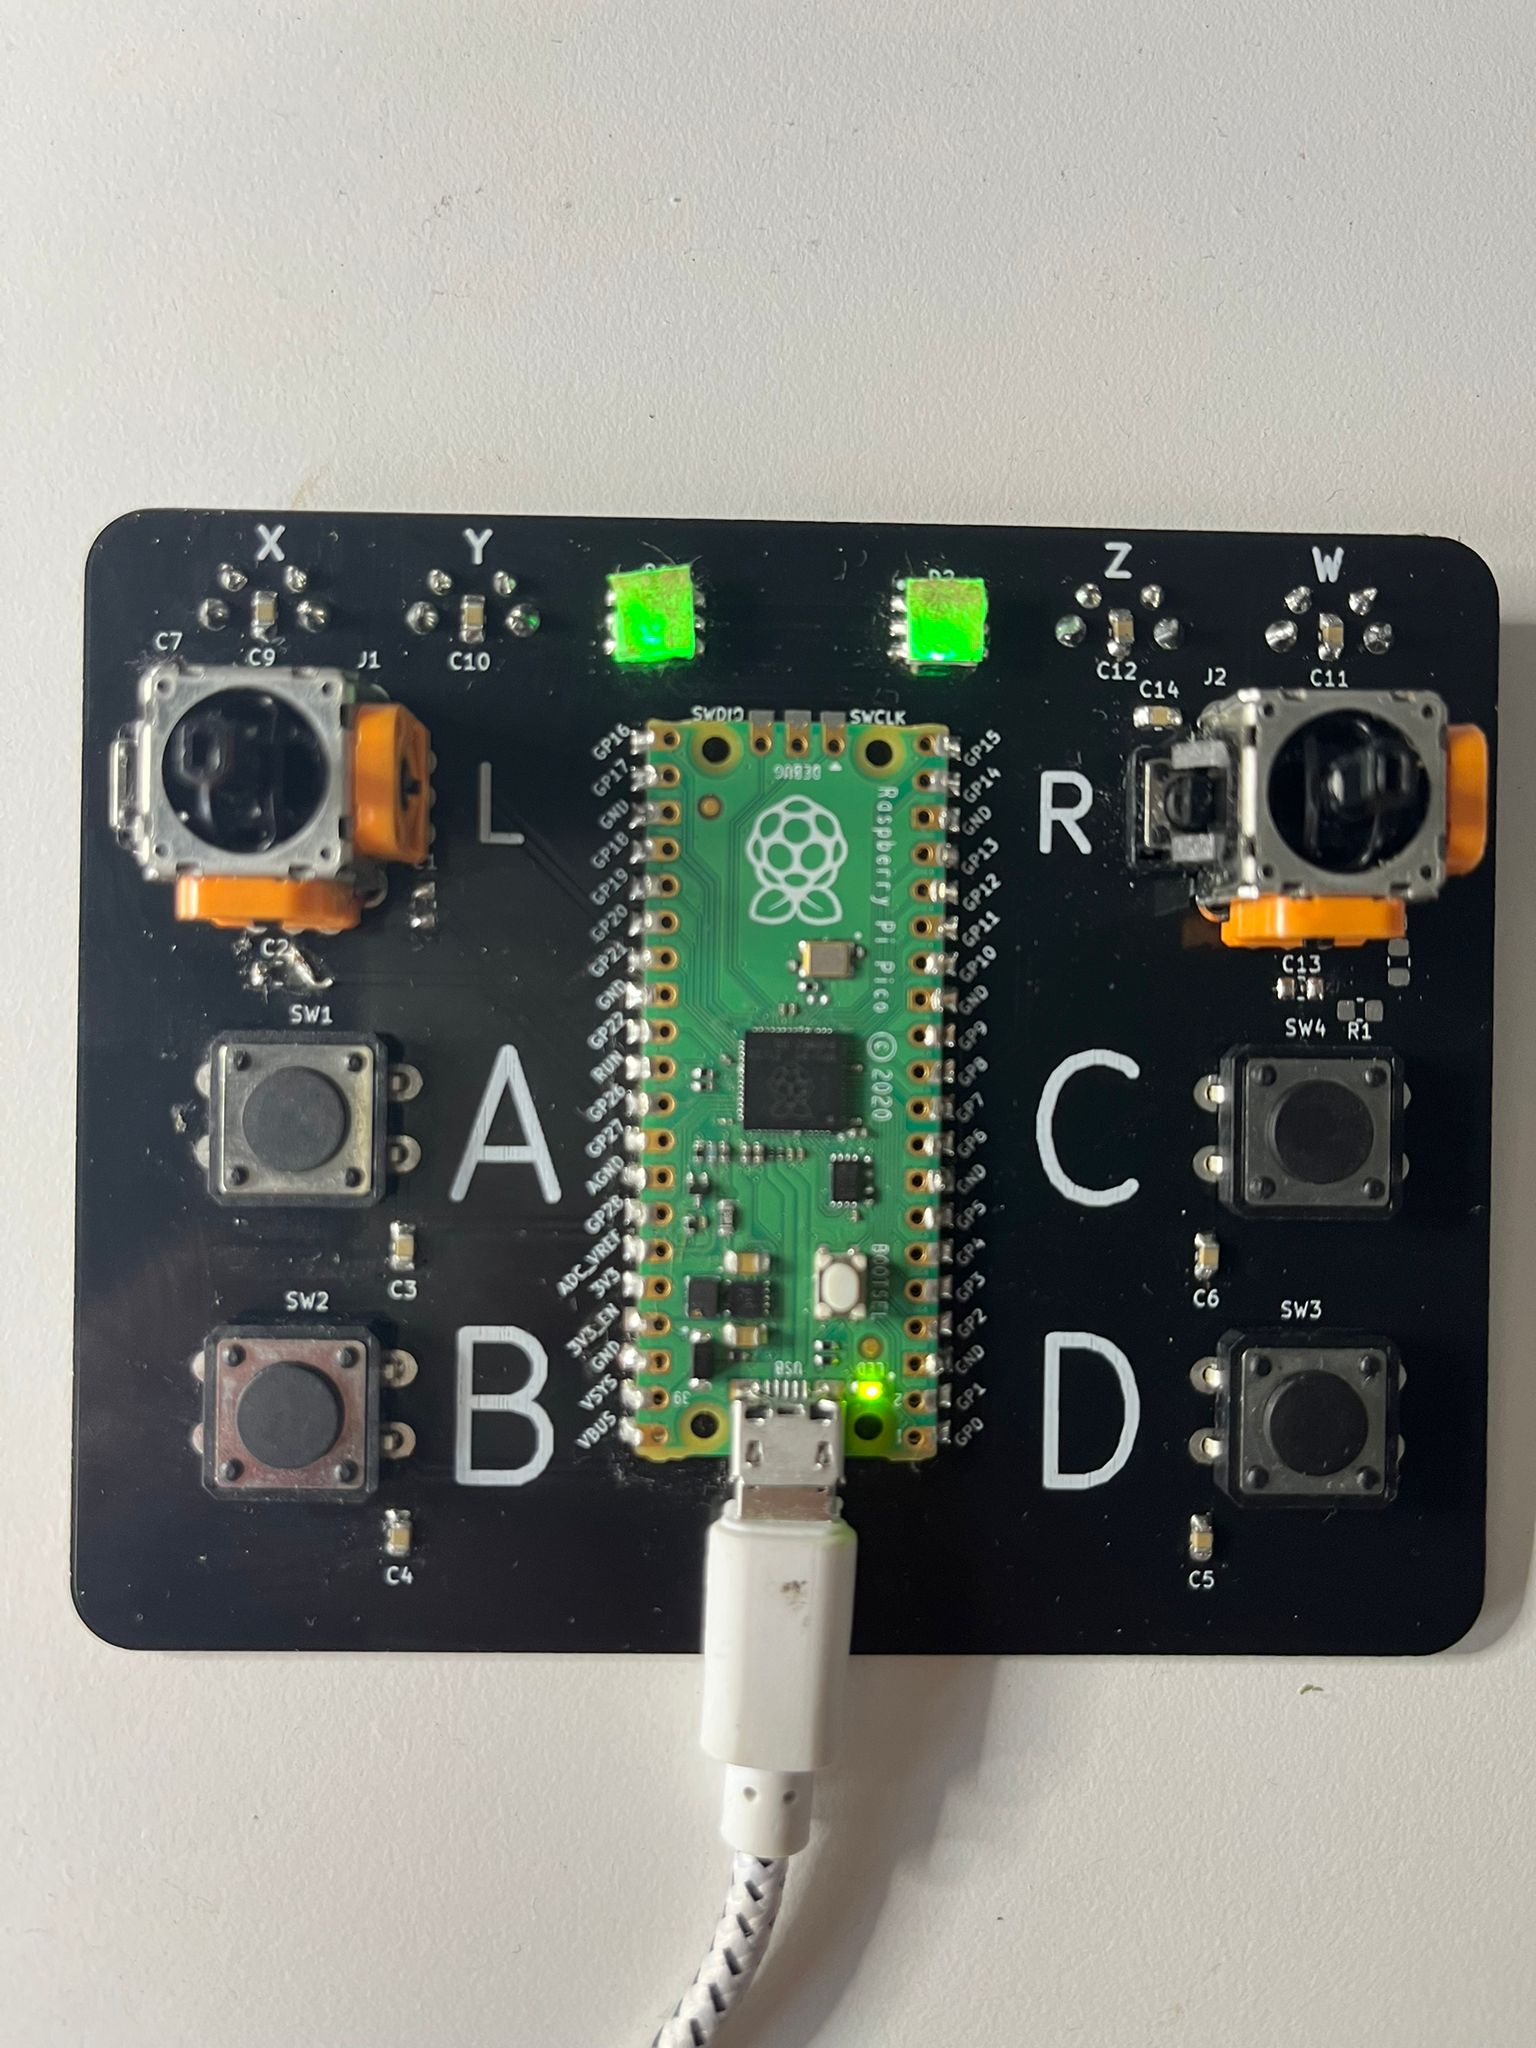 X
Y
Z
W
C7
C9
J1
C10
C12
C14
J2
C11
SWDIO
SWCLK
DEBUG
L
R
GP16
GP17
GND
GP18
GP19
GP20
GP21
GND
GP22
RUN
GP26
GP27
AGND
GP28
ADC_VREF
3V3
3V3_EN
GND
VSYS
VBUS
Raspberry Pi Pico © 2020
BOOTSEL
USB
LED
39
2
1
GP15
GP14
GND
GP13
GP12
GP11
GP10
GND
GP9
GP8
GP7
GP6
GND
GP5
GP4
GP3
GP2
GND
GP1
GP0
C2
SW1
A
C3
SW2
B
C4
C13
SW4
R1
C
C6
SW3
D
C5